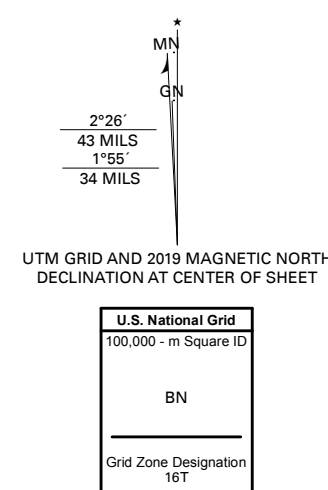 ★
MN
GN
2°26´
43 MILS
1°55´
34 MILS
UTM GRID AND 2019 MAGNETIC NORTH
DECLINATION AT CENTER OF SHEET
U.S. National Grid
100,000 - m Square ID
BN
Grid Zone Designation
16T